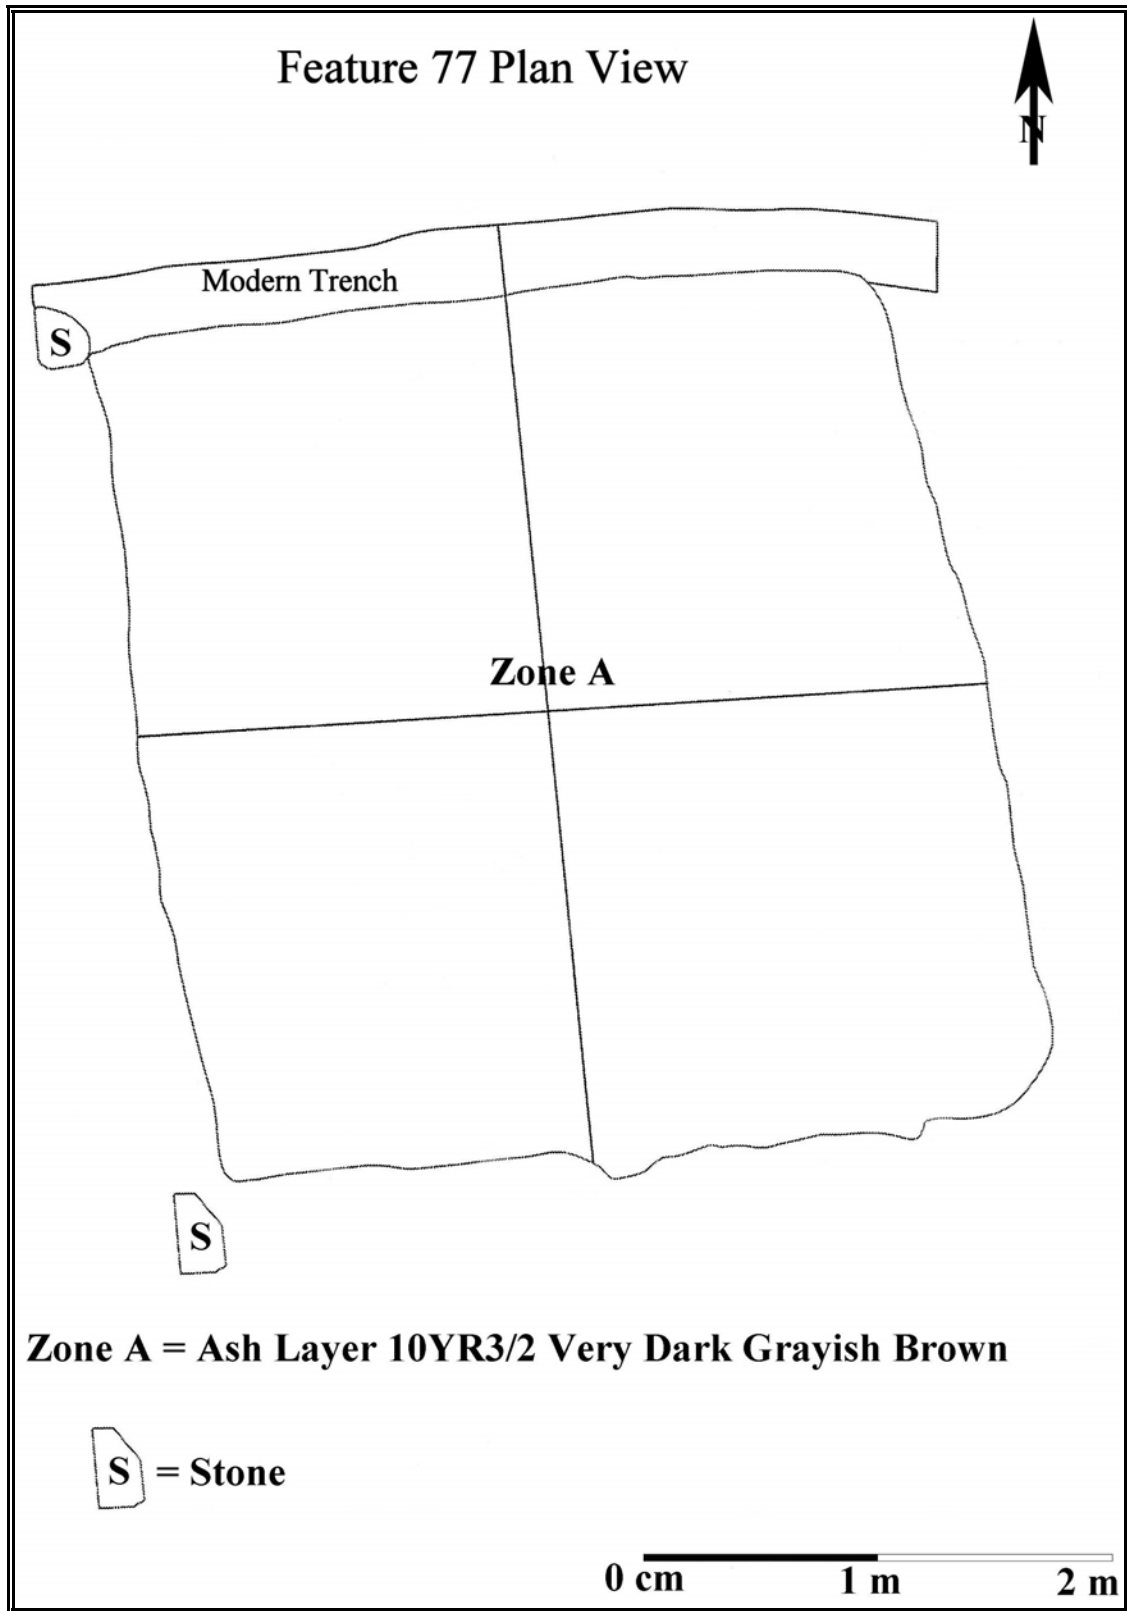 Feature 77 Plan View
N
Modern Trench
S
Zone A
S
Zone A = Ash Layer 10YR3/2 Very Dark Grayish Brown
S = Stone
0 cm 1 m 2 m